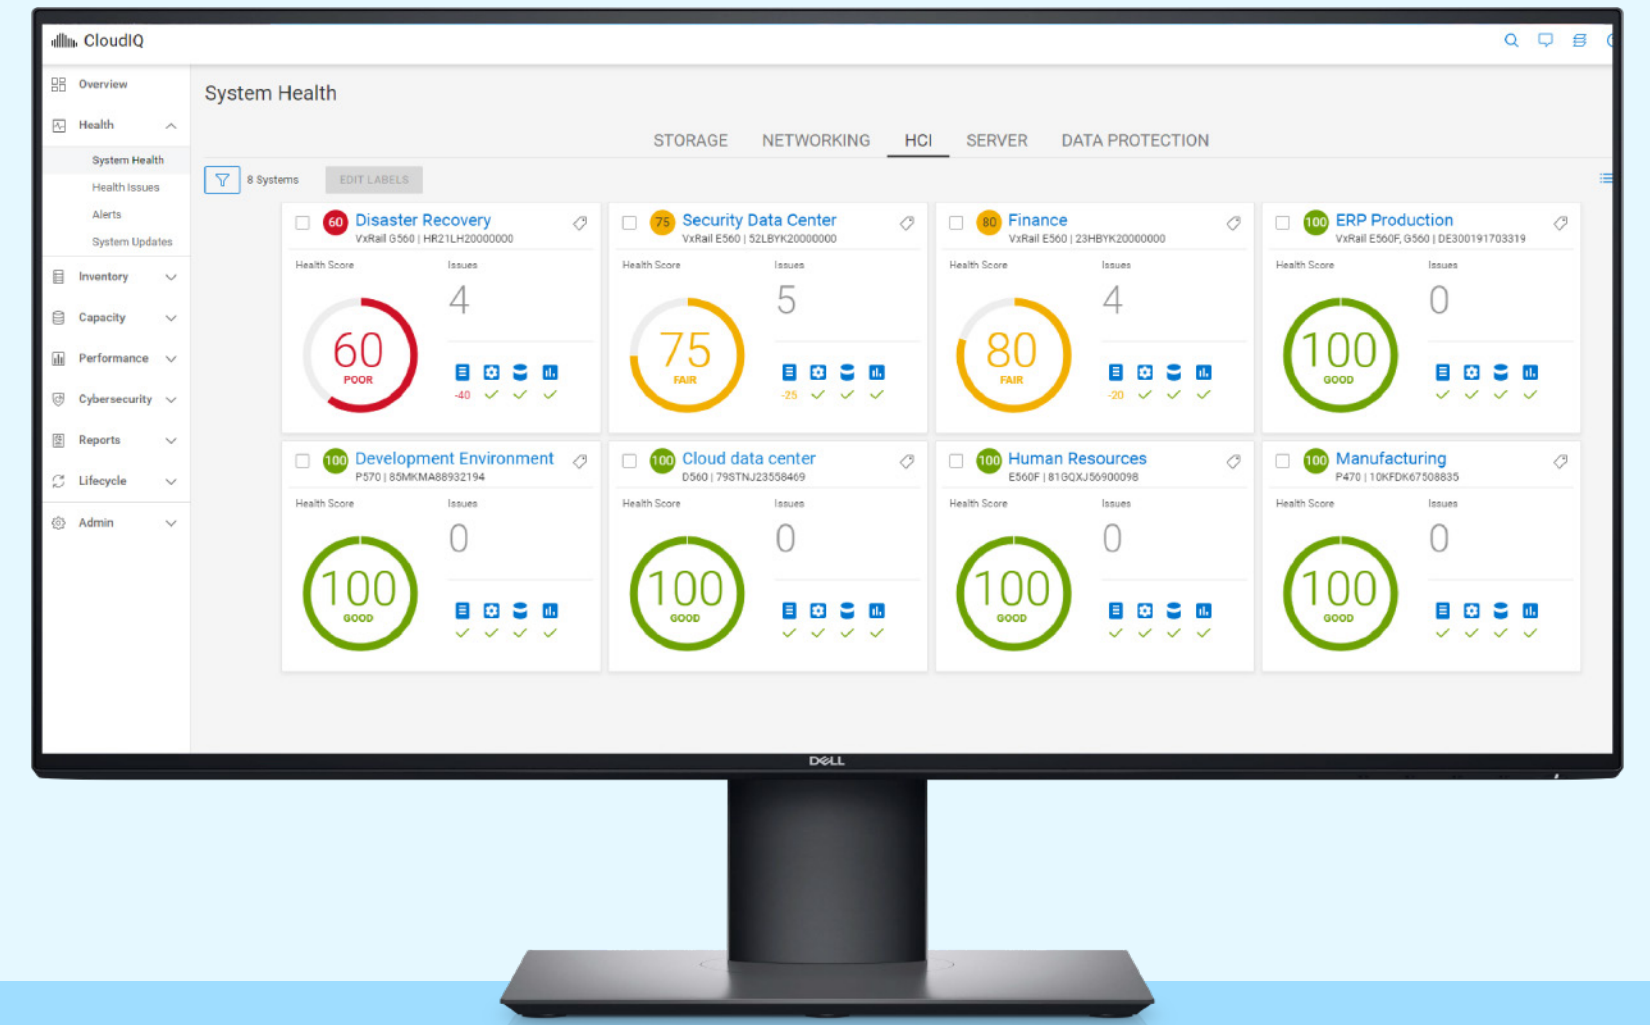 CloudIQ
Overview
Health
System Health
Health Issues
Alerts
System Updates
Inventory
Capacity
Performance
Cybersecurity
Reports
Lifecycle
Admin
System Health
STORAGE NETWORKING HCI SERVER DATA PROTECTION
8 Systems EDIT LABELS
60 Disaster Recovery
VxRail G560 | HR21LH20000000
Health Score Issues
4
60
POOR
-40
75 Security Data Center
VxRail E560 | 52LBYK20000000
Health Score Issues
5
75
FAIR
-25
80 Finance
VxRail E560 | 23HBYK20000000
Health Score Issues
4
80
FAIR
-20
100 ERP Production
VxRail E560F, G560 | DE300191703319
Health Score Issues
0
100
GOOD
100 Development Environment
P570 | 85MKMA88932194
Health Score Issues
0
100
GOOD
100 Cloud data center
D560 | 79STNJ23558469
Health Score Issues
0
100
GOOD
100 Human Resources
E560F | 81GQXJ56900098
Health Score Issues
0
100
GOOD
100 Manufacturing
P470 | 10KFDK67508835
Health Score Issues
0
100
GOOD
DELL